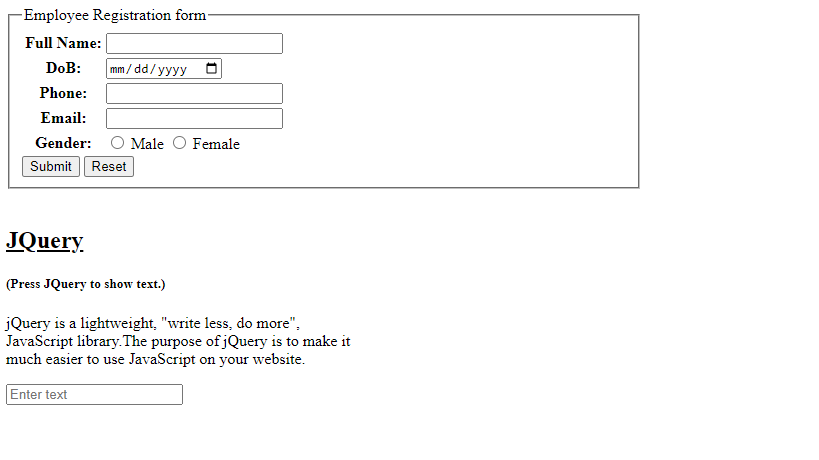 Employee Registration form
Full Name:
DoB: mm/dd/yyyy
Phone:
Email:
Gender: Male Female
Submit Reset
JQuery
(Press JQuery to show text.)
jQuery is a lightweight, "write less, do more",
JavaScript library.The purpose of jQuery is to make it
much easier to use JavaScript on your website.
Enter text